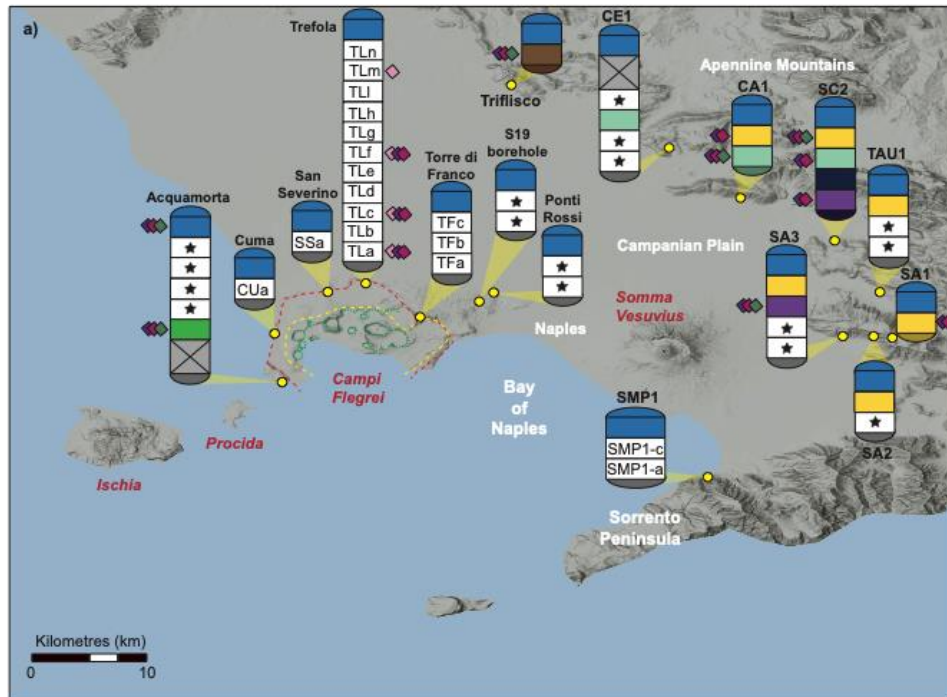 a)
Trefola
TLn
TLm
TLl
TLh
TLg
TLf
TLe
TLd
TLc
TLb
TLa
Triflisco
CE1
Apennine Mountains
CA1
SC2
TAU1
S19
borehole
Torre di
Franco
TFc
TFb
TFa
San
Severino
SSa
Acquamorta
Cuma
CUa
Ponti
Rossi
Campanian Plain
SA3
SA1
Somma
Vesuvius
Naples
Campi
Flegrei
Bay
of
Naples
SMP1
SMP1-c
SMP1-a
SA2
Procida
Ischia
Sorrento
Peninsula
Kilometres (km)
0 10